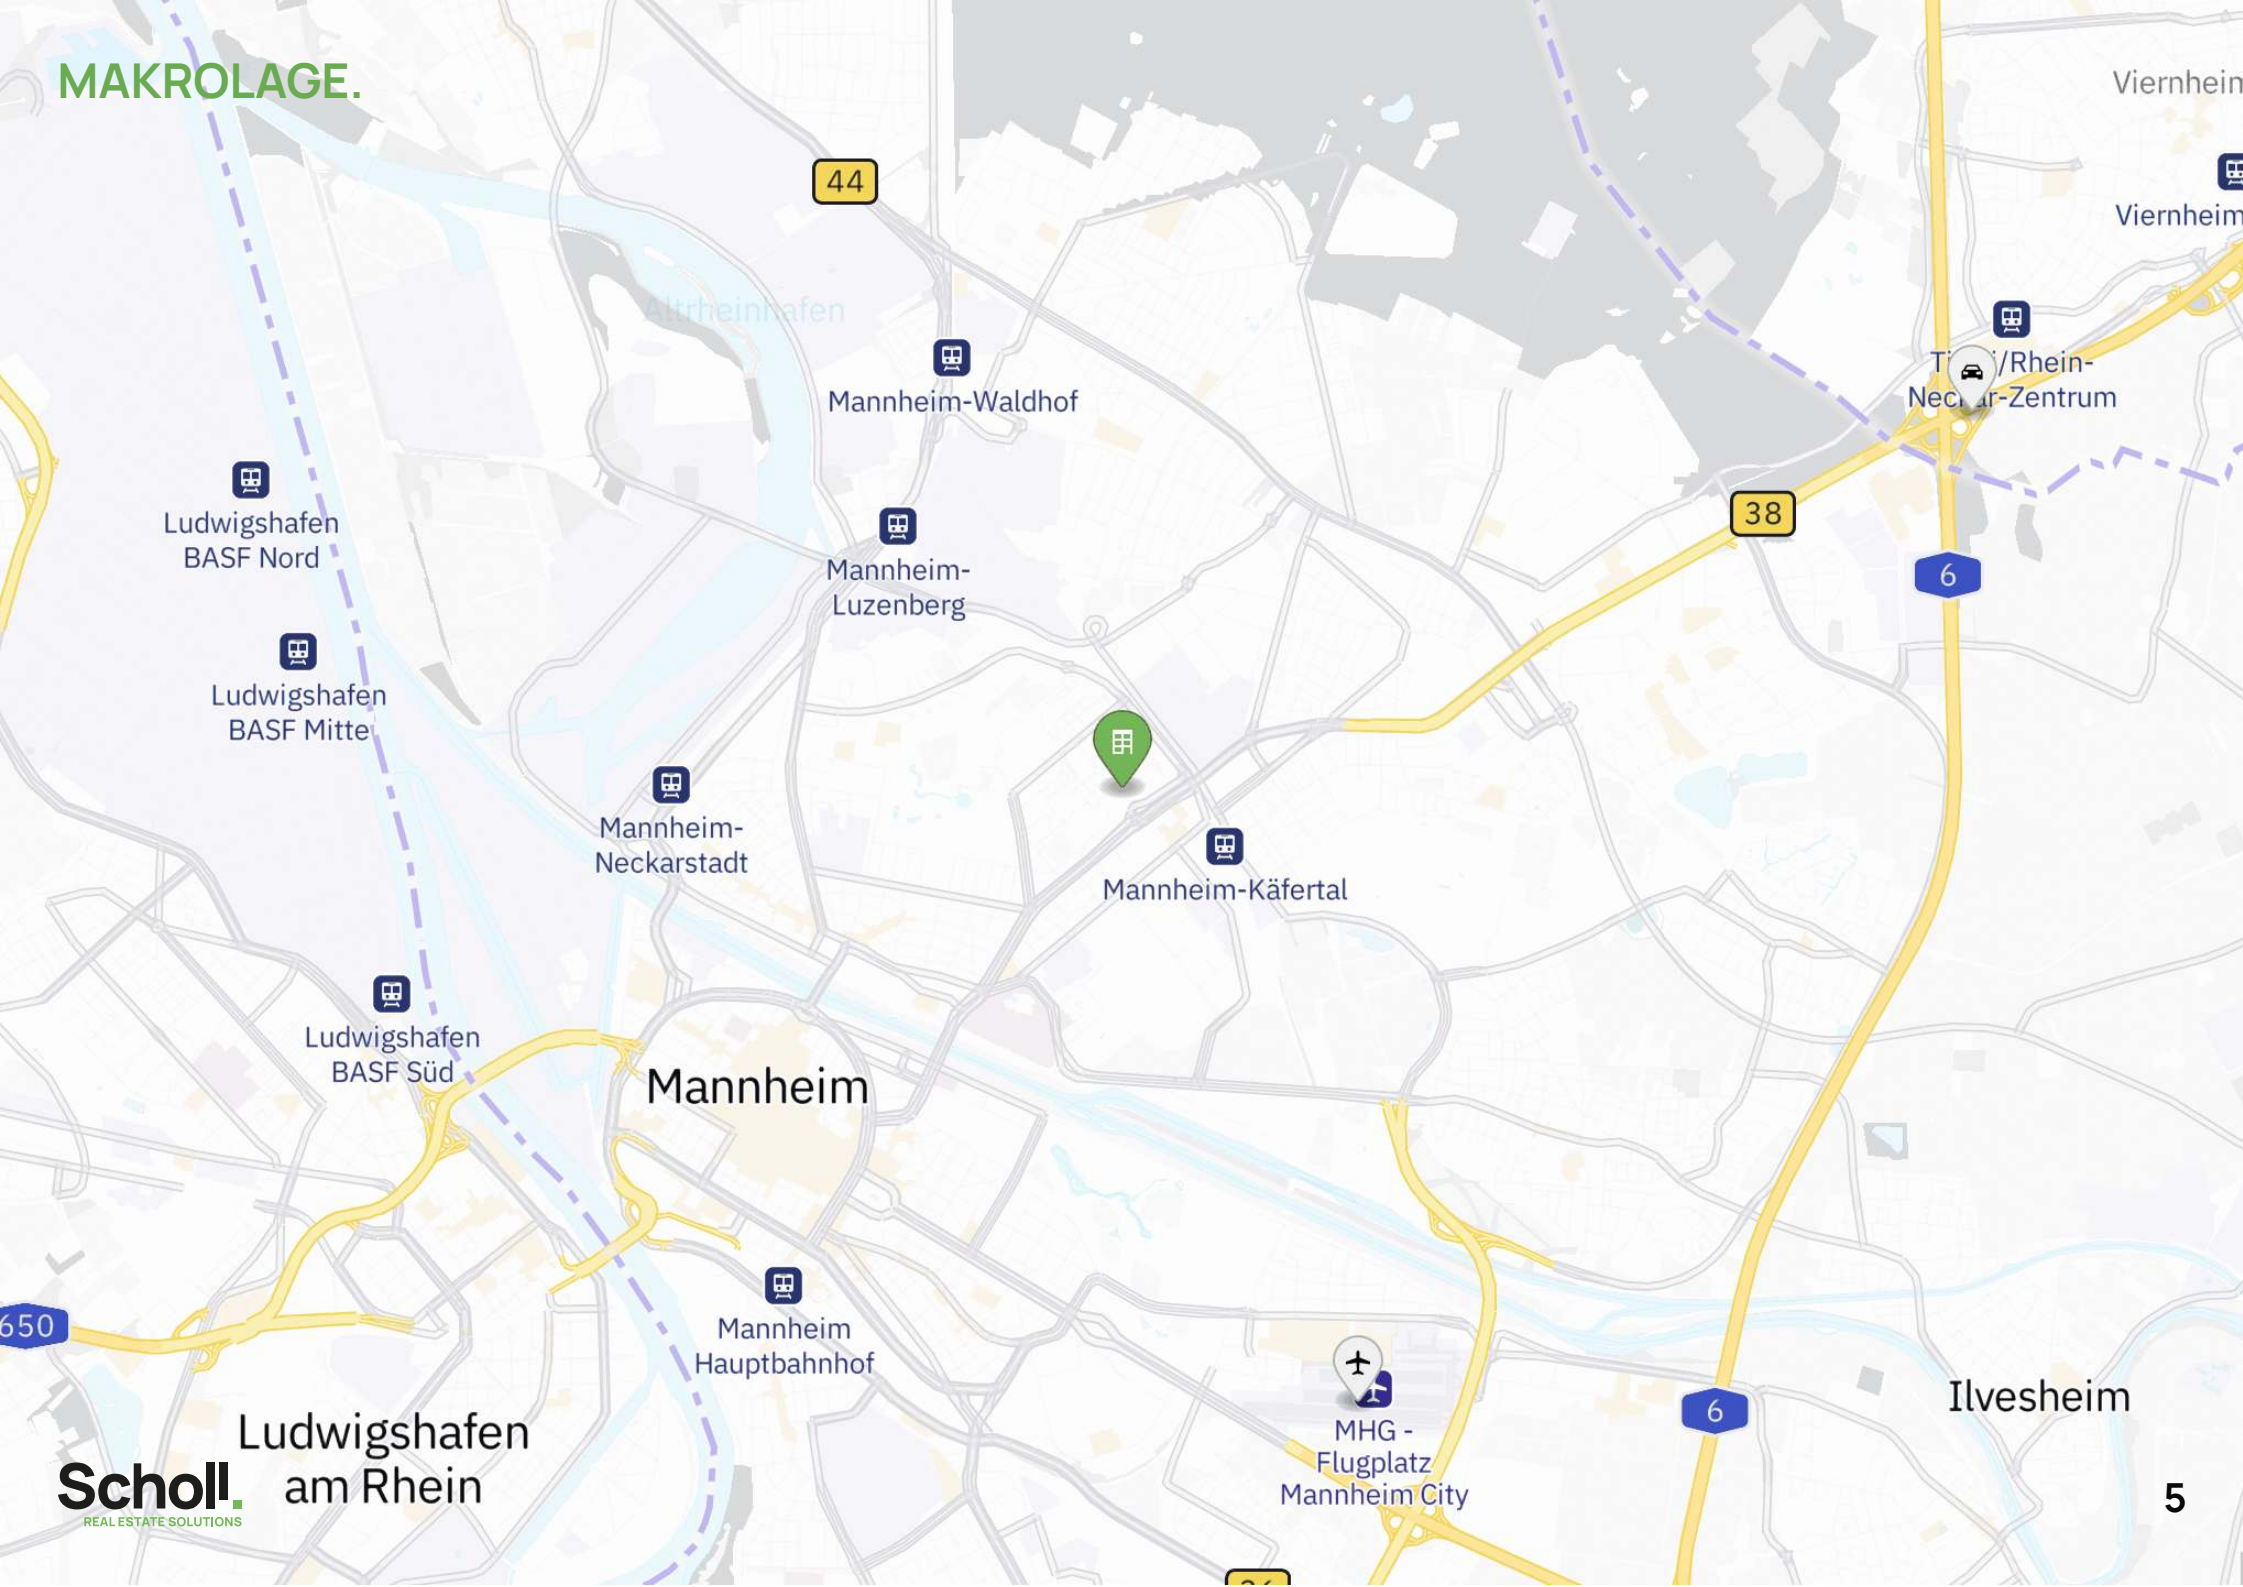 MAKROLAGE.
Viernheim
44
Viernheim
Altrheinhafen
/Rhein-
Neckar-Zentrum
Mannheim-Waldhof
38
Ludwigshafen
BASF Nord
Mannheim-
Luzenberg
6
Ludwigshafen
BASF Mitte
Mannheim-
Neckarstadt
Mannheim-Käfertal
Ludwigshafen
BASF Süd
Mannheim
650
Mannheim
Hauptbahnhof
Ilvesheim
6
MHG -
Flugplatz
Mannheim City
Ludwigshafen
am Rhein
Scholl.
REAL ESTATE SOLUTIONS
5